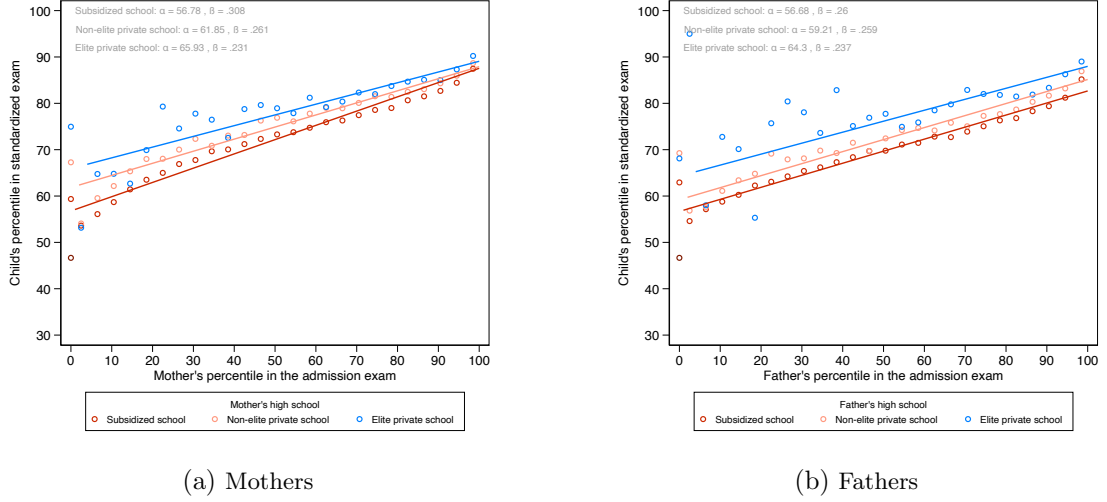 Subsidized school: α = 56.78 , ß = .308
Non-elite private school: α = 61.85 , ß = .261
Elite private school: α = 65.93 , ß = .231
Child's percentile in standardized exam
100
90
80
70
60
50
40
30
0 10 20 30 40 50 60 70 80 90 100
Mother's percentile in the admission exam
Mother's high school
Subsidized school Non-elite private school Elite private school
(a) Mothers
Subsidized school: α = 56.68 , ß = .26
Non-elite private school: α = 59.21 , ß = .259
Elite private school: α = 64.3 , ß = .237
Child's percentile in standardized exam
100
90
80
70
60
50
40
30
0 10 20 30 40 50 60 70 80 90 100
Father's percentile in the admission exam
Father's high school
Subsidized school Non-elite private school Elite private school
(b) Fathers